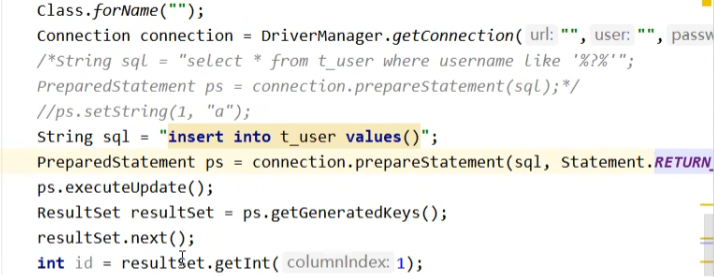 Class.forName("");
Connection connection = DriverManager.getConnection( url: "", user: "", passw
/*String sql = "select * from t_user where username like '%?%'";
PreparedStatement ps = connection.prepareStatement(sql);*/
//ps.setString(1, "a");
String sql = "insert into t_user values()";
PreparedStatement ps = connection.prepareStatement(sql, Statement.RETURN_
ps.executeUpdate();
ResultSet resultSet = ps.getGeneratedKeys();
resultSet.next();
int id = resultSet.getInt( columnIndex: 1);